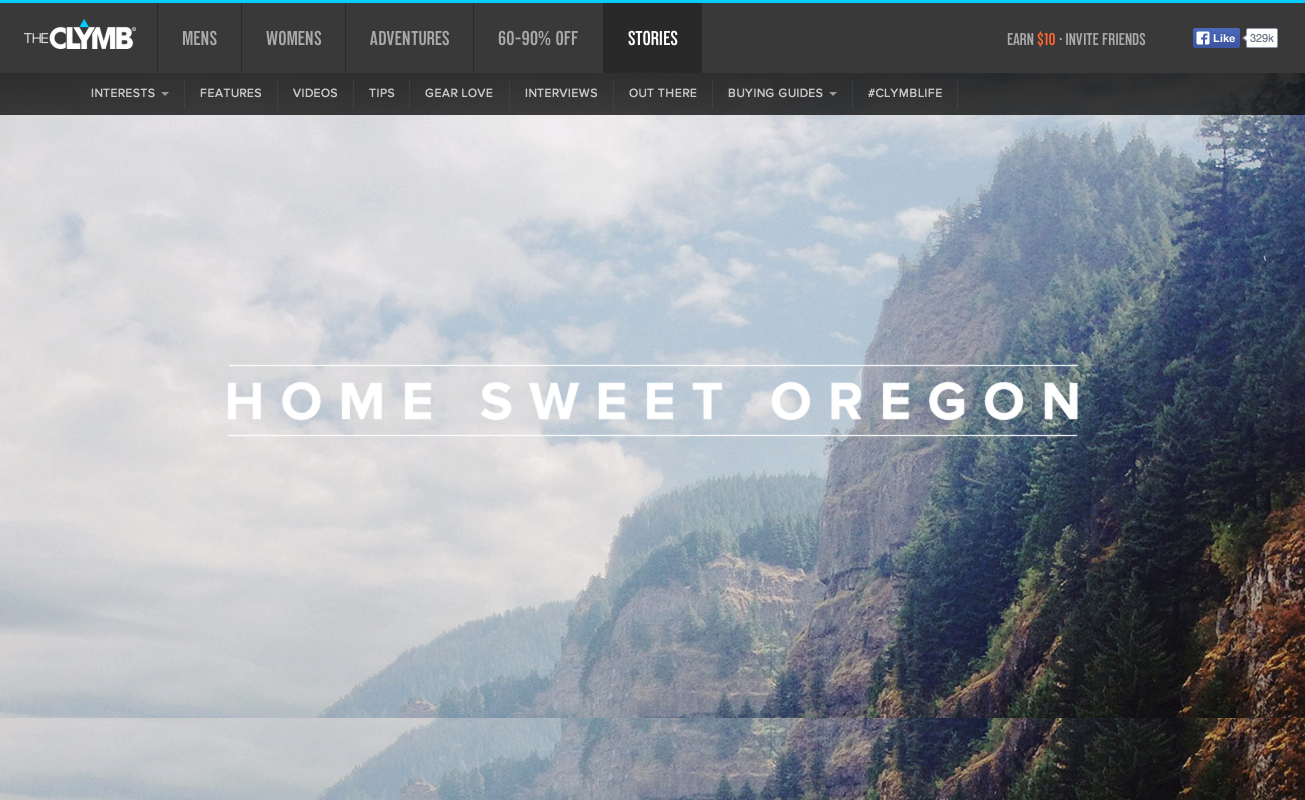 THE CLYMB®
MENS WOMENS ADVENTURES 60-90% OFF STORIES EARN $10 · INVITE FRIENDS Like 329k
INTERESTS FEATURES VIDEOS TIPS GEAR LOVE INTERVIEWS OUT THERE BUYING GUIDES #CLYMBLIFE
HOME SWEET OREGON